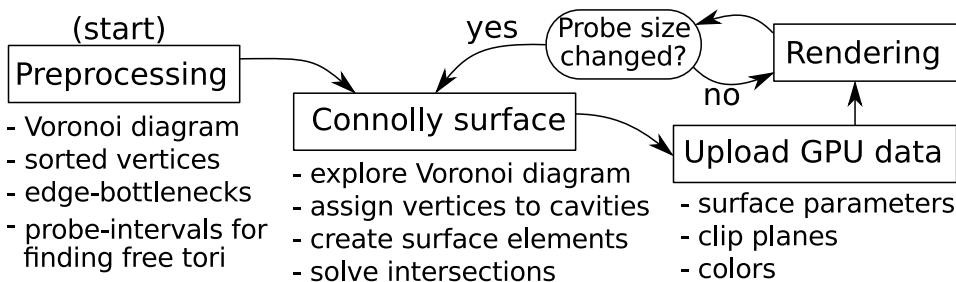 (start)
Preprocessing
- Voronoi diagram
- sorted vertices
- edge-bottlenecks
- probe-intervals for
finding free tori
yes
Probe size
changed?
no
Rendering
Connolly surface
- explore Voronoi diagram
- assign vertices to cavities
- create surface elements
- solve intersections
Upload GPU data
- surface parameters
- clip planes
- colors